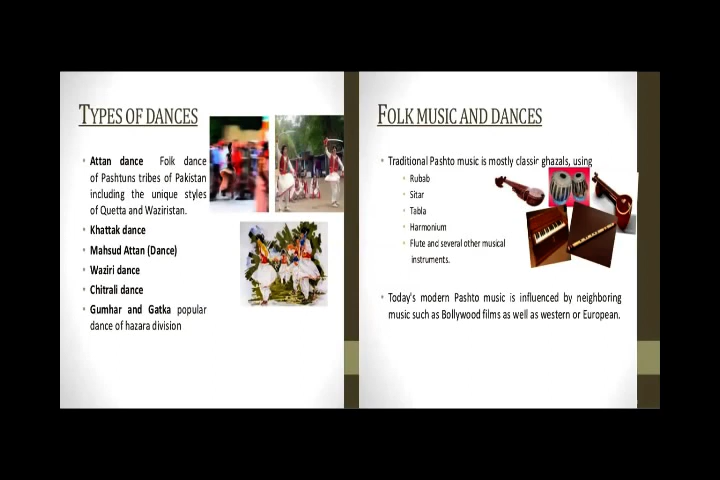 TYPES OF DANCES
Attan dance Folk dance
of Pashtuns tribes of Pakistan
including the unique styles
of Quetta and Waziristan.
Khattak dance
Mahsud Attan (Dance)
Waziri dance
Chitrali dance
Gumhar and Gatka popular
dance of hazara division
FOLK MUSIC AND DANCES
Traditional Pashto music is mostly classic ghazals, using
Rubab
Sitar
Tabla
Harmonium
Flute and several other musical
instruments.
Today's modern Pashto music is influenced by neighboring
music such as Bollywood films as well as western or European.